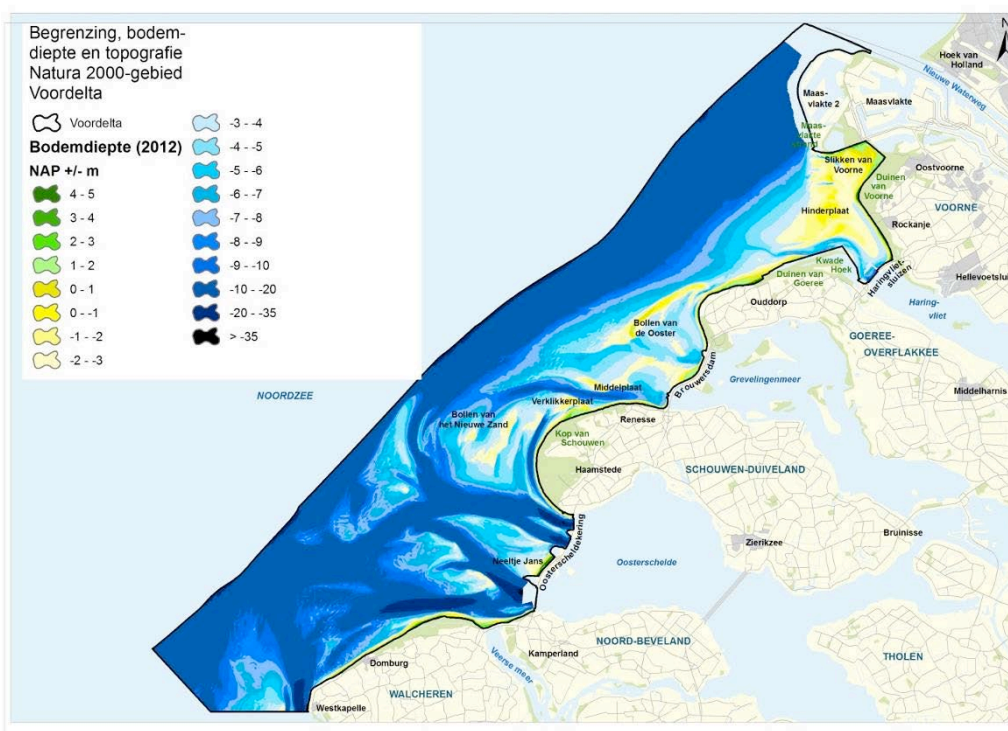 Begrenzing, bodem-
diepte en topografie
Natura 2000-gebied
Voordelta
Voordelta
Bodemdiepte (2012)
NAP +/- m
4 - 5
3 - 4
2 - 3
1 - 2
0 - 1
0 - -1
-1 - -2
-2 - -3
-3 - -4
-4 - -5
-5 - -6
-6 - -7
-7 - -8
-8 - -9
-9 - -10
-10 - -20
-20 - -35
> -35
N
Hoek van
Holland
Nieuwe Waterweg
Maas-
vlakte 2
Maasvlakte
Maas-
vlakte
Slikken van
Voorne
Oostvoorne
Duinen
van
Voorne
VOORNE
Hinderplaat
Rockanje
Kwade
Hoek
Haringvliet-
sluizen
Hellevoetslui
Duinen van
Goeree
Haring-
vliet
Ouddorp
GOEREE-
OVERFLAKKEE
Bollen van
de Ooster
Brouwersdam
Grevelingenmeer
Middelharnis
NOORDZEE
Middelplaat
Verklikkerplaat
Renesse
Bollen van
het Nieuwe Zand
Kop van
Schouwen
Haamstede
SCHOUWEN-DUIVELAND
Zierikzee
Bruinisse
Oosterscheldekering
Neeltje Jans
Oosterschelde
NOORD-BEVELAND
Kamperland
THOLEN
Domburg
Veerse meer
WALCHEREN
Westkapelle